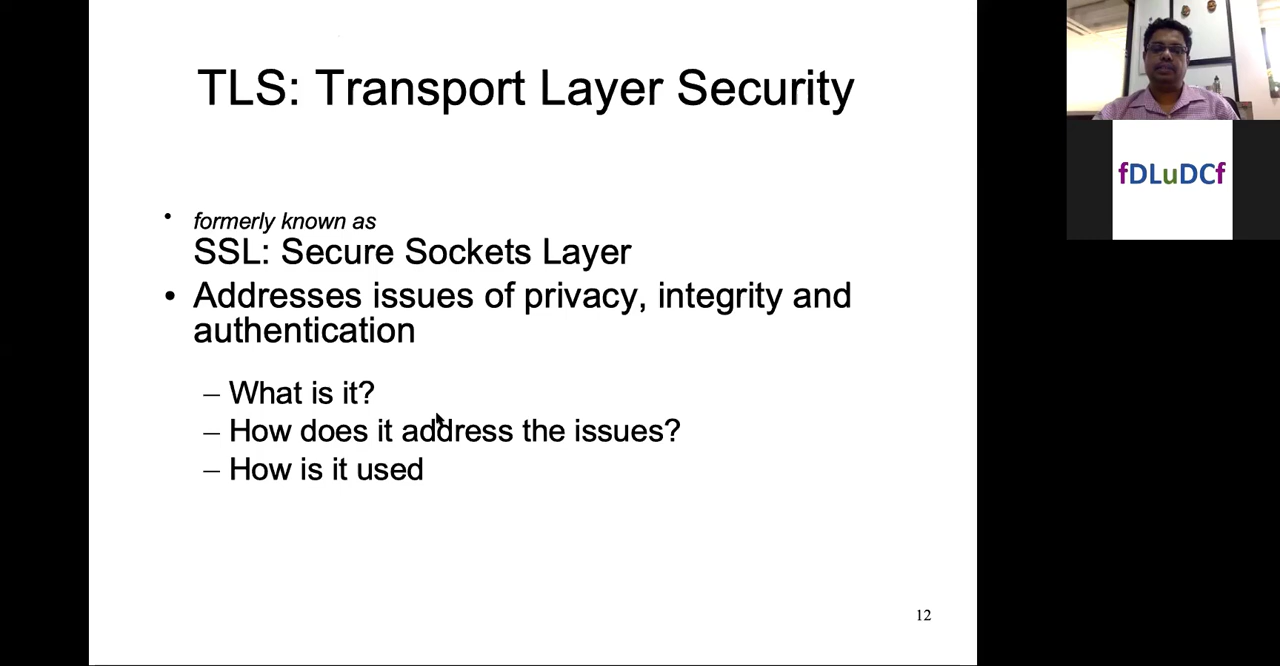 TLS: Transport Layer Security
• formerly known as
SSL: Secure Sockets Layer
• Addresses issues of privacy, integrity and
authentication
– What is it?
– How does it address the issues?
– How is it used
12
fDLuDCf